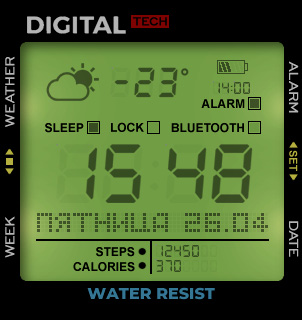 DIGITAL TECH
-23°
14:00
ALARM
SLEEP LOCK BLUETOOTH
15:48
ПЯТНИЦА 26.04
STEPS 12450
CALORIES 370
WATER RESIST
WEATHER
WEEK
ALARM
SET
DATE